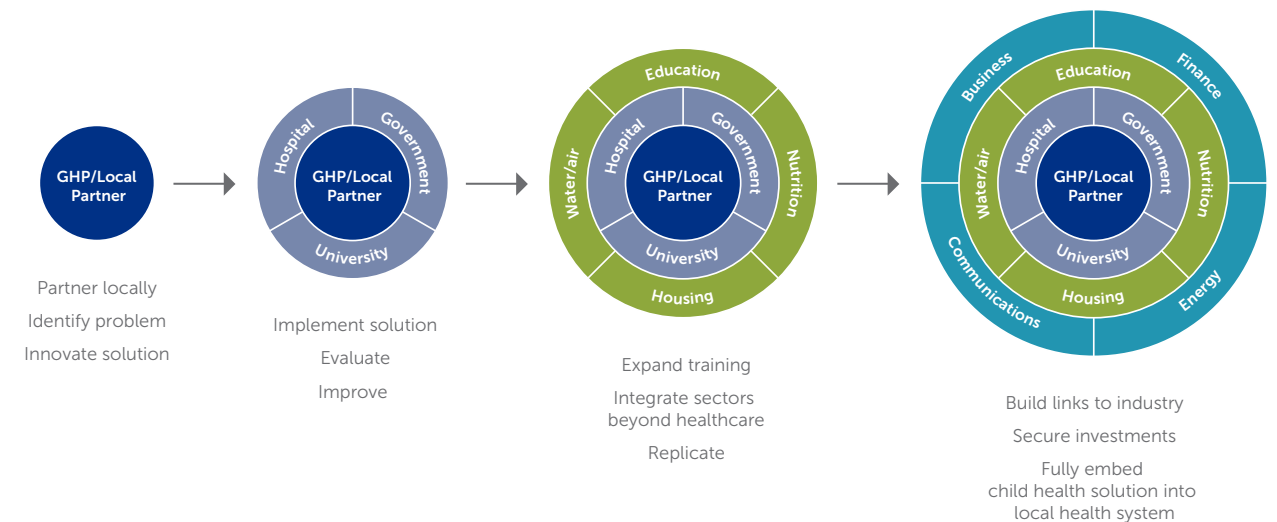 GHP/Local
Partner
Partner locally
Identify problem
Innovate solution
Hospital
Government
University
GHP/Local
Partner
Implement solution
Evaluate
Improve
Education
Nutrition
Housing
Water/air
Hospital
Government
University
GHP/Local
Partner
Expand training
Integrate sectors
beyond healthcare
Replicate
Business
Finance
Energy
Communications
Education
Nutrition
Housing
Water/air
Hospital
Government
University
GHP/Local
Partner
Build links to industry
Secure investments
Fully embed
child health solution into
local health system